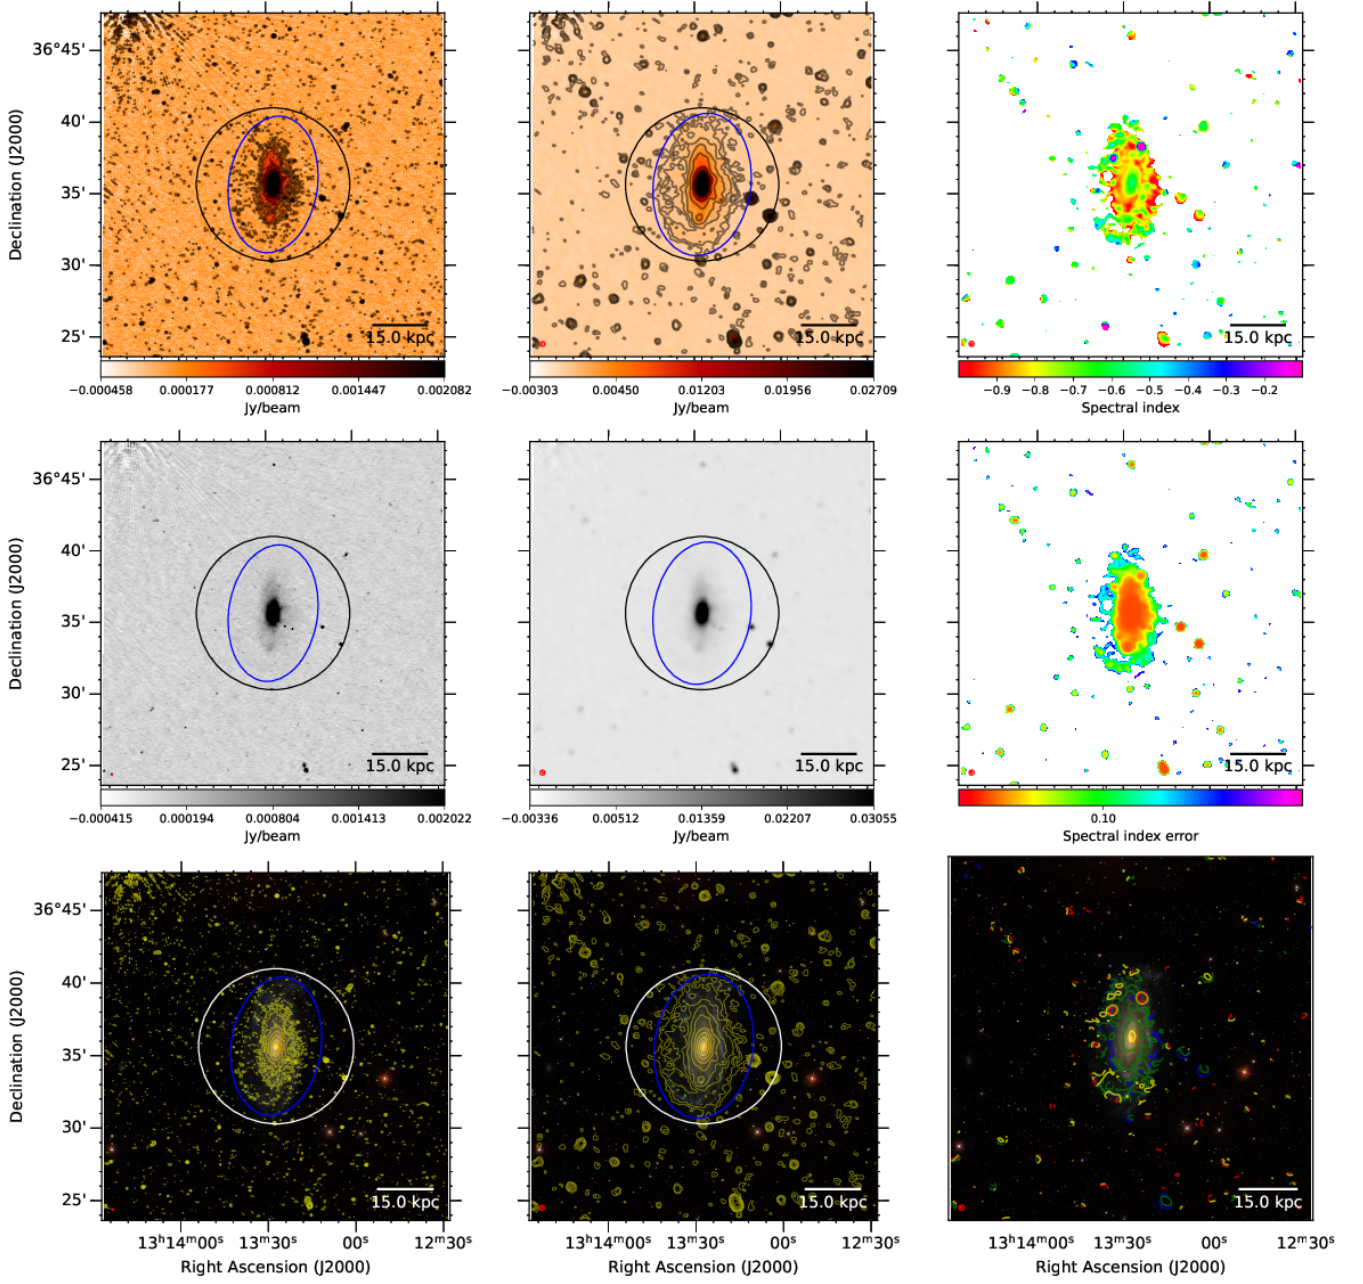 36°45'
40'
35'
30'
25'
Declination (J2000)
15.0 kpc
15.0 kpc
15.0 kpc
−0.000458 0.000177 0.000812 0.001447 0.002082
Jy/beam
−0.00303 0.00450 0.01203 0.01956 0.02709
Jy/beam
−0.9 −0.8 −0.7 −0.6 −0.5 −0.4 −0.3 −0.2
Spectral index
36°45'
40'
35'
30'
25'
Declination (J2000)
15.0 kpc
15.0 kpc
15.0 kpc
−0.000415 0.000194 0.000804 0.001413 0.002022
Jy/beam
−0.00336 0.00512 0.01359 0.02207 0.03055
Jy/beam
0.10
Spectral index error
36°45'
40'
35'
30'
25'
Declination (J2000)
15.0 kpc
15.0 kpc
15.0 kpc
13ʰ14ᵐ00ˢ 13ᵐ30ˢ 00ˢ 12ᵐ30ˢ
Right Ascension (J2000)
13ʰ14ᵐ00ˢ 13ᵐ30ˢ 00ˢ 12ᵐ30ˢ
Right Ascension (J2000)
13ʰ14ᵐ00ˢ 13ᵐ30ˢ 00ˢ 12ᵐ30ˢ
Right Ascension (J2000)